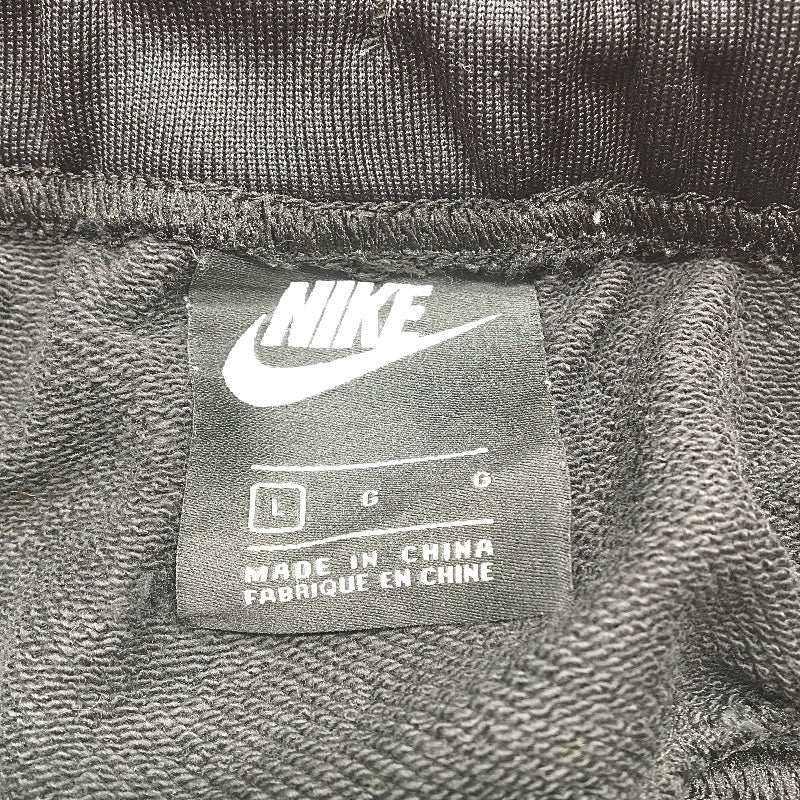 NIKE
L G G
MADE IN CHINA
FABRIQUE EN CHINE